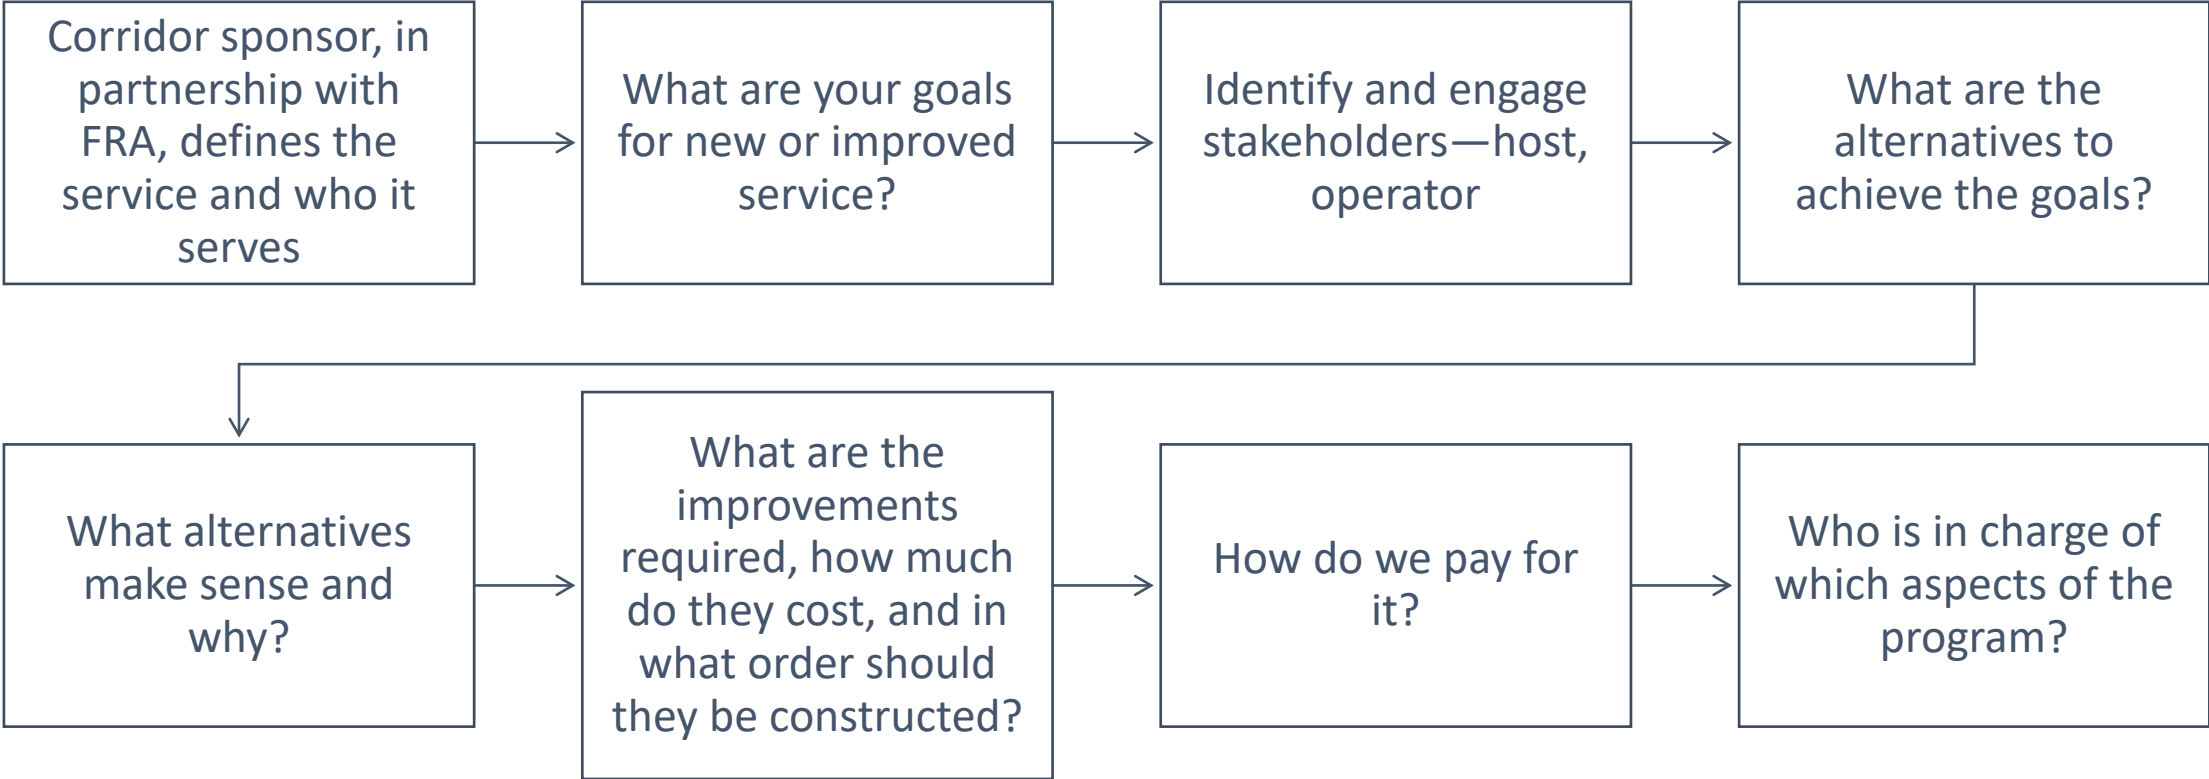 Corridor sponsor, in
partnership with
FRA, defines the
service and who it
serves
What are your goals
for new or improved
service?
Identify and engage
stakeholders—host,
operator
What are the
alternatives to
achieve the goals?
What alternatives
make sense and
why?
What are the
improvements
required, how much
do they cost, and in
what order should
they be constructed?
How do we pay for
it?
Who is in charge of
which aspects of the
program?